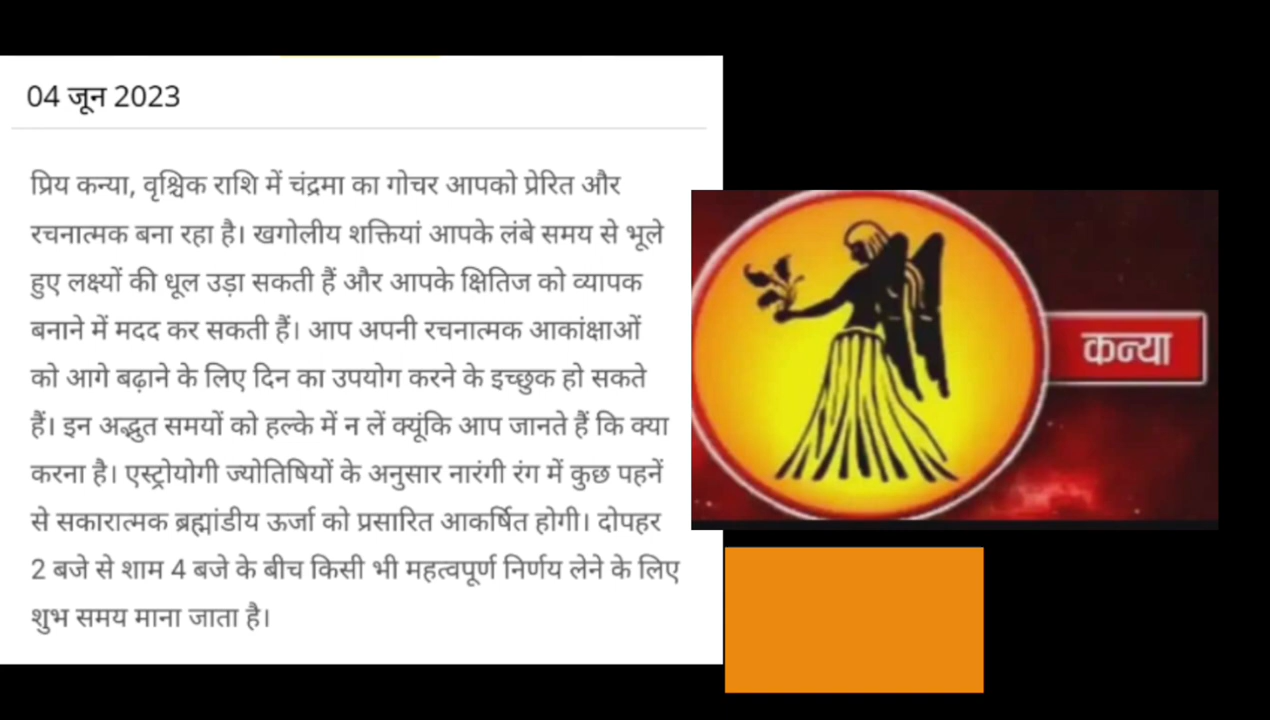 04 जून 2023
प्रिय कन्या, वृश्चिक राशि में चंद्रमा का गोचर आपको प्रेरित और
रचनात्मक बना रहा है। खगोलीय शक्तियां आपके लंबे समय से भूले
हुए लक्ष्यों की धूल उड़ा सकती हैं और आपके क्षितिज को व्यापक
बनाने में मदद कर सकती हैं। आप अपनी रचनात्मक आकांक्षाओं
को आगे बढ़ाने के लिए दिन का उपयोग करने के इच्छुक हो सकते
हैं। इन अद्भुत समयों को हल्के में न लें क्यूंकि आप जानते हैं कि क्या
करना है। एस्ट्रोयोगी ज्योतिषियों के अनुसार नारंगी रंग में कुछ पहनें
से सकारात्मक ब्रह्मांडीय ऊर्जा को प्रसारित आकर्षित होगी। दोपहर
2 बजे से शाम 4 बजे के बीच किसी भी महत्वपूर्ण निर्णय लेने के लिए
शुभ समय माना जाता है।
कन्या